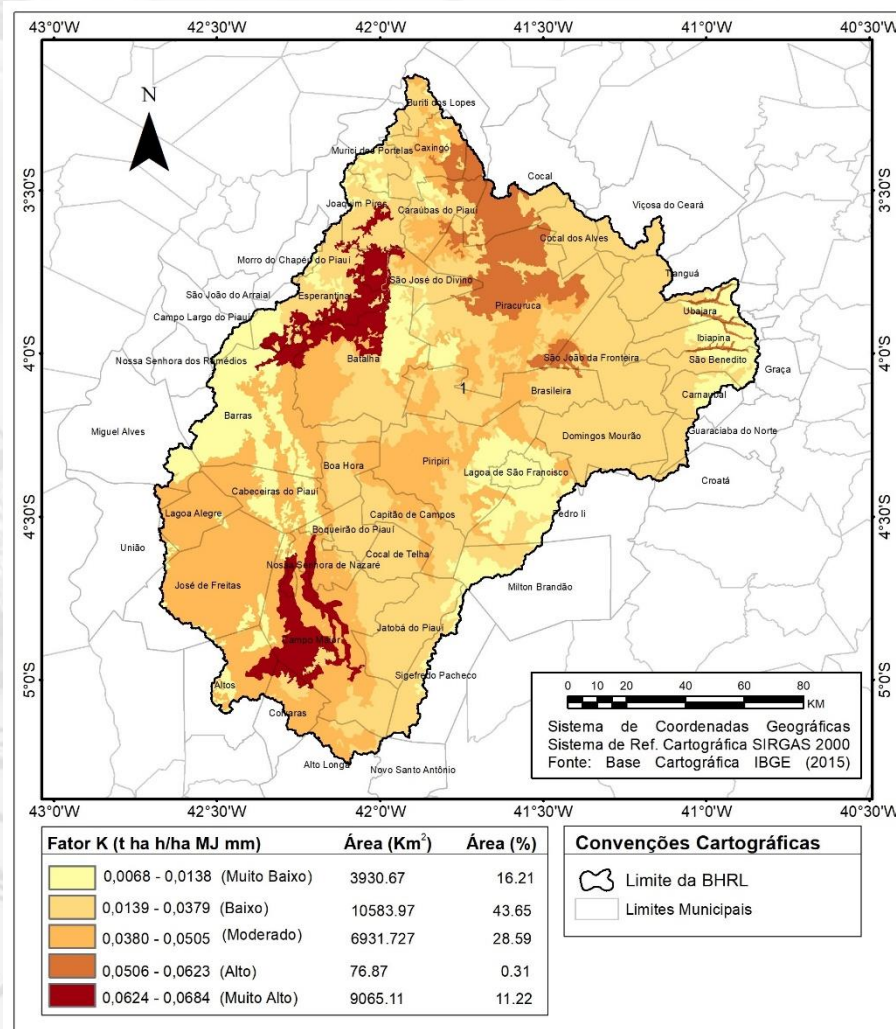 43°0'W 42°30'W 42°0'W 41°30'W 41°0'W 40°30'W
N
Buriti dos Lopes
Murici dos Portelas
Caxingó
Cocal
3°30'S 3°30'S
Joaquim Pires
Caraúbas do Piauí
Viçosa do Ceará
Cocal dos Alves
Morro do Chapéu do Piauí
Tianguá
São José do Divino
São João do Arraial
Esperantina
Campo Largo do Piauí
Piracuruca
Ubajara
Ibiapina
4°0'S 4°0'S
Nossa Senhora dos Remédios
Batalha
São João da Fronteira
São Benedito
Graça
1
Brasileira
Carnaubal
Barras
Miguel Alves
Domingos Mourão
Guaraciaba do Norte
Boa Hora
Piripiri
Lagoa de São Francisco
Croatá
Cabeceiras do Piauí
4°30'S 4°30'S
Lagoa Alegre
Capitão de Campos
Pedro Ii
Boqueirão do Piauí
União
Cocal de Telha
Nossa Senhora de Nazaré
José de Freitas
Milton Brandão
Jatobá do Piauí
Campo Maior
5°0'S 5°0'S
Altos
Sigefredo Pacheco
Coivaras
Alto Longá
Novo Santo Antônio
0 10 20 40 60 80
KM
Sistema de Coordenadas Geográficas
Sistema de Ref. Cartográfica SIRGAS 2000
Fonte: Base Cartográfica IBGE (2015)
43°0'W 42°30'W 42°0'W 41°30'W 41°0'W 40°30'W
Fator K (t ha h/ha MJ mm) Área (Km²) Área (%)
0,0068 - 0,0138 (Muito Baixo) 3930.67 16.21
0,0139 - 0,0379 (Baixo) 10583.97 43.65
0,0380 - 0,0505 (Moderado) 6931.727 28.59
0,0506 - 0,0623 (Alto) 76.87 0.31
0,0624 - 0,0684 (Muito Alto) 9065.11 11.22
Convenções Cartográficas
Limite da BHRL
Limites Municipais